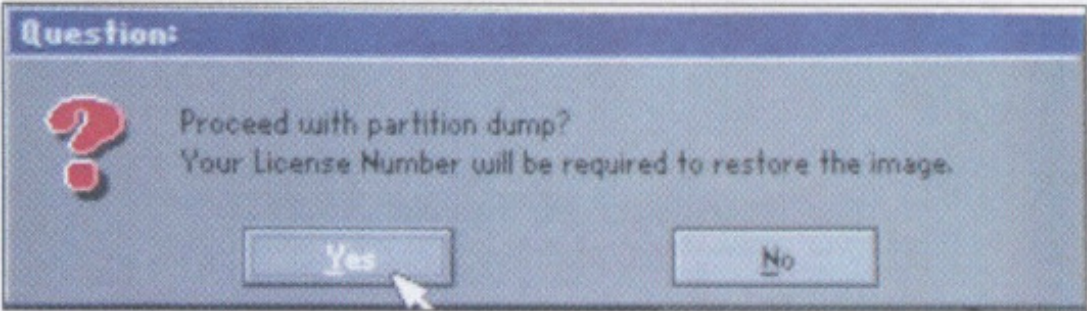 Question:
Proceed with partition dump?
Your License Number will be required to restore the image.
Yes
No